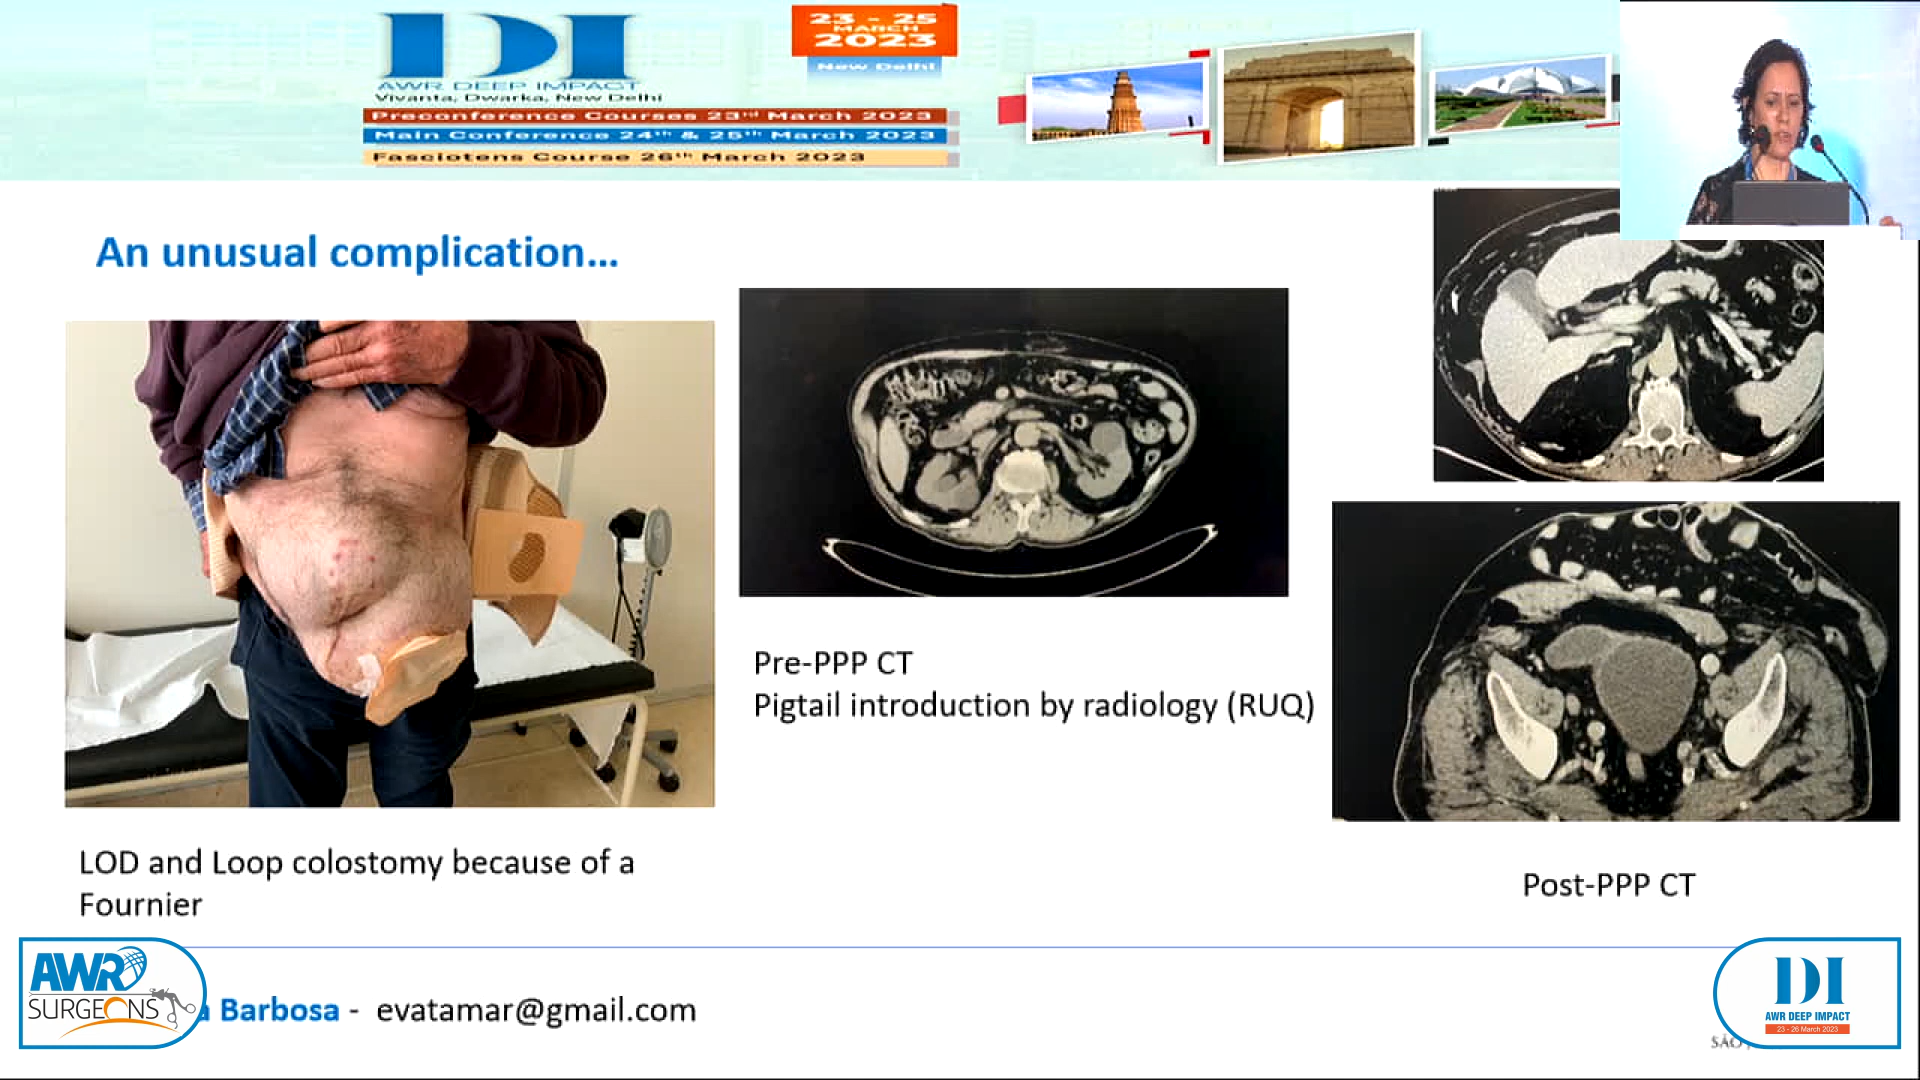 DI
AWR DEEP IMPACT
Vivanta, Dwarka, New Delhi
Preconference Courses 23rd March 2023
Main Conference 24th & 25th March 2023
Fasciotens Course 26th March 2023
23 - 25
MARCH
2023
New Delhi
An unusual complication...
Pre-PPP CT
Pigtail introduction by radiology (RUQ)
LOD and Loop colostomy because of a
Fournier
Post-PPP CT
AWR
SURGEONS
a Barbosa - evatamar@gmail.com
DI
AWR DEEP IMPACT
23 - 26 March 2023
SÃO